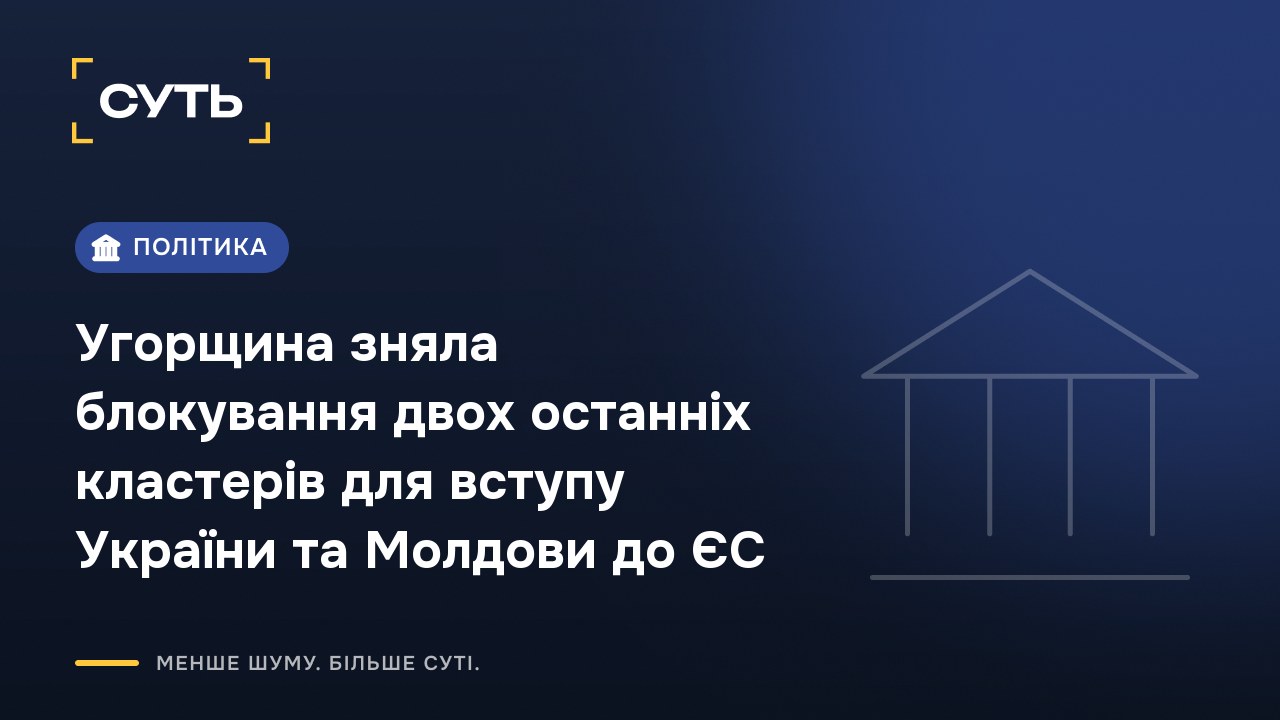 СУТЬ
ПОЛІТИКА
Угорщина зняла
блокування двох останніх
кластерів для вступу
України та Молдови до ЄС
МЕНШЕ ШУМУ. БІЛЬШЕ СУТІ.